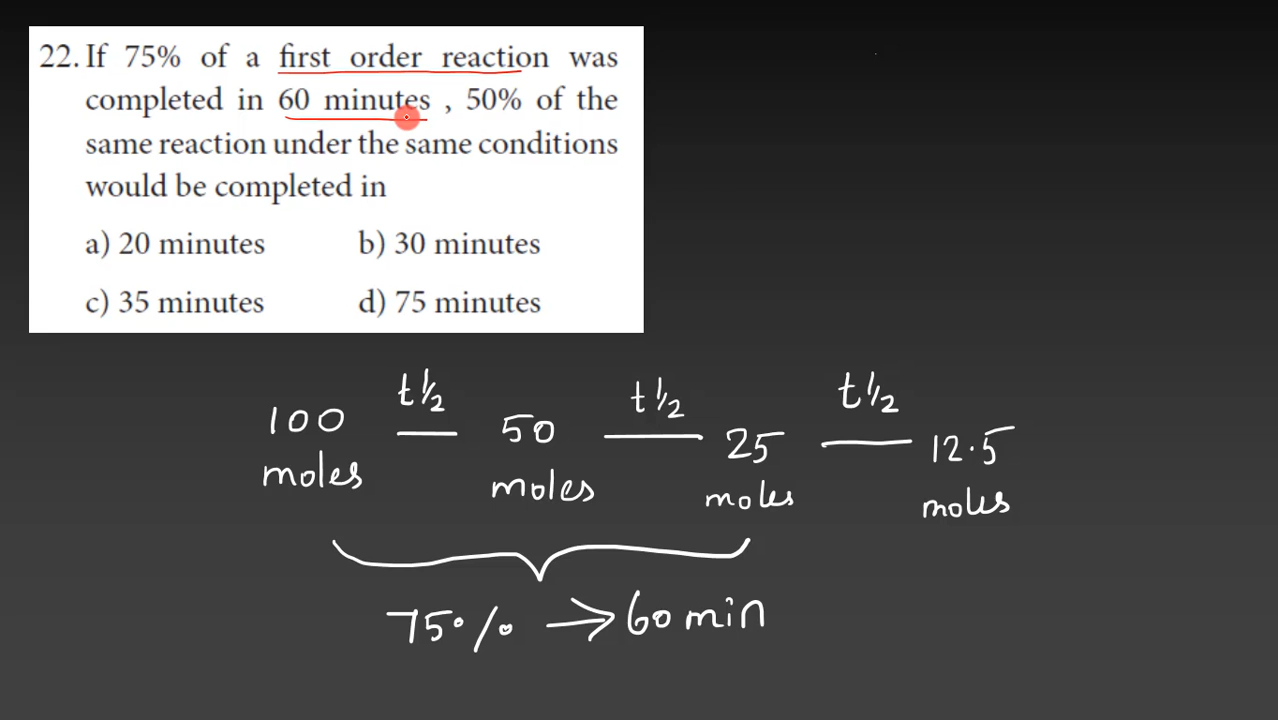 22. If 75% of a first order reaction was
completed in 60 minutes , 50% of the
same reaction under the same conditions
would be completed in
a) 20 minutes b) 30 minutes
c) 35 minutes d) 75 minutes
t½ t½ t½
100 50 25 12.5
moles moles moles moles
75% → 60 min